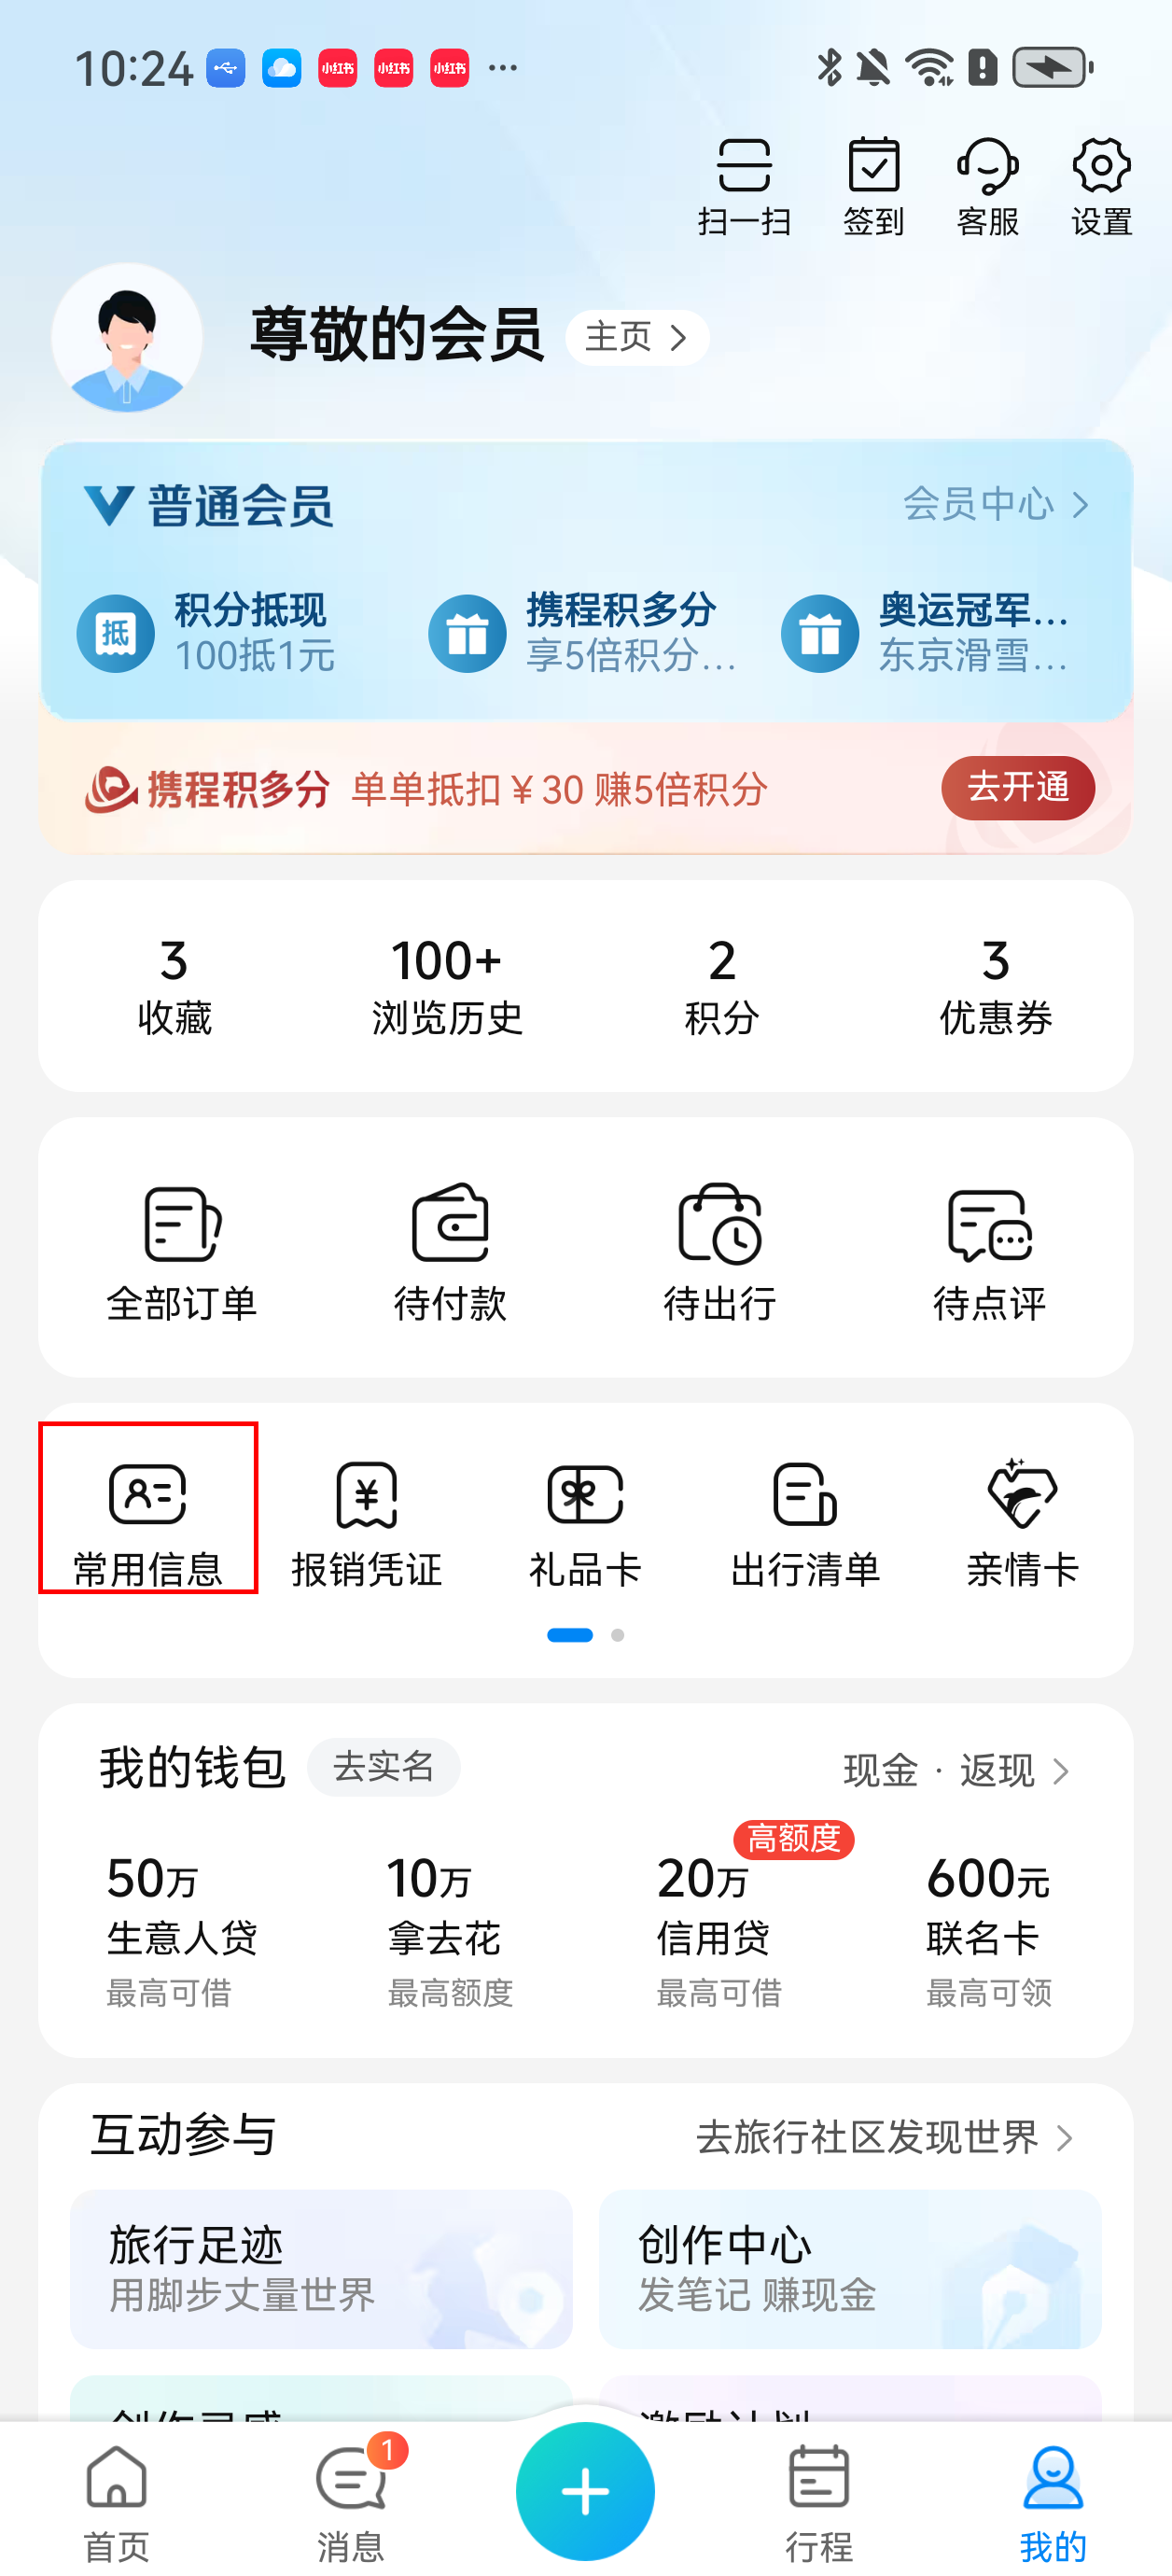 10:24 小红书 小红书 小红书 ···
扫一扫 签到 客服 设置
尊敬的会员 主页
普通会员 会员中心
抵 积分抵现 携程积多分 奥运冠军...
100抵1元 享5倍积分... 东京滑雪...
携程积多分 单单抵扣￥30 赚5倍积分 去开通
3 100+ 2 3
收藏 浏览历史 积分 优惠券
全部订单 待付款 待出行 待点评
常用信息 报销凭证 礼品卡 出行清单 亲情卡
我的钱包 去实名 现金 · 返现
高额度
50万 10万 20万 600元
生意人贷 拿去花 信用贷 联名卡
最高可借 最高额度 最高可借 最高可领
互动参与 去旅行社区发现世界
旅行足迹 创作中心
用脚步丈量世界 发笔记 赚现金
创作灵感 激励计划
1
首页 消息 行程 我的